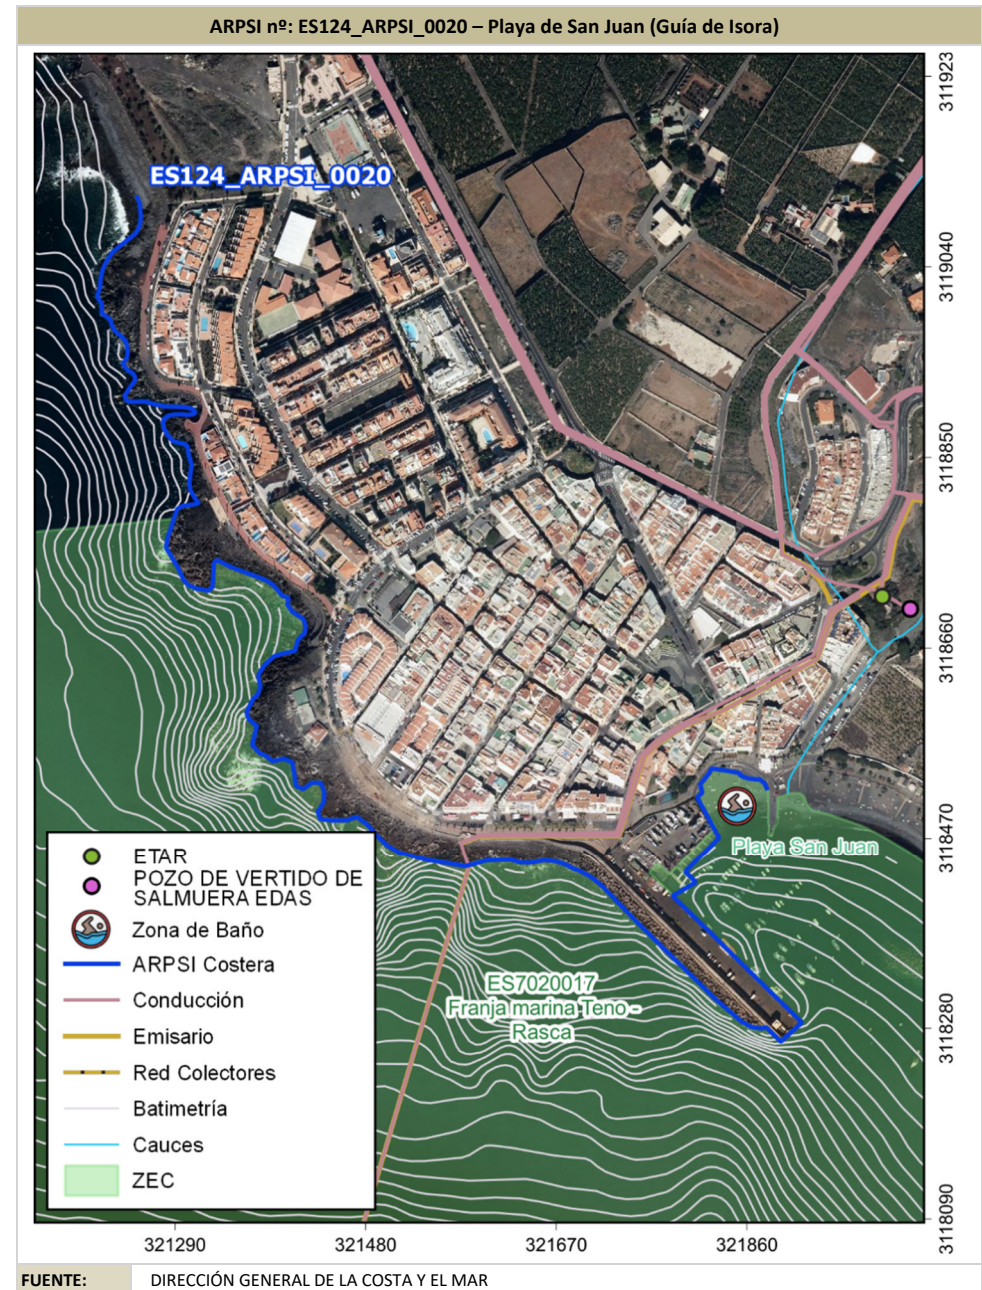 ARPSI nº: ES124_ARPSI_0020 – Playa de San Juan (Guía de Isora)
ES124_ARPSI_0020
311923
3119040
3118850
3118660
3118470
3118280
3118090
Playa San Juan
ES7020017
Franja marina Teno -
Rasca
ETAR
POZO DE VERTIDO DE
SALMUERA EDAS
Zona de Baño
ARPSI Costera
Conducción
Emisario
Red Colectores
Batimetría
Cauces
ZEC
321290
321480
321670
321860
FUENTE: DIRECCIÓN GENERAL DE LA COSTA Y EL MAR